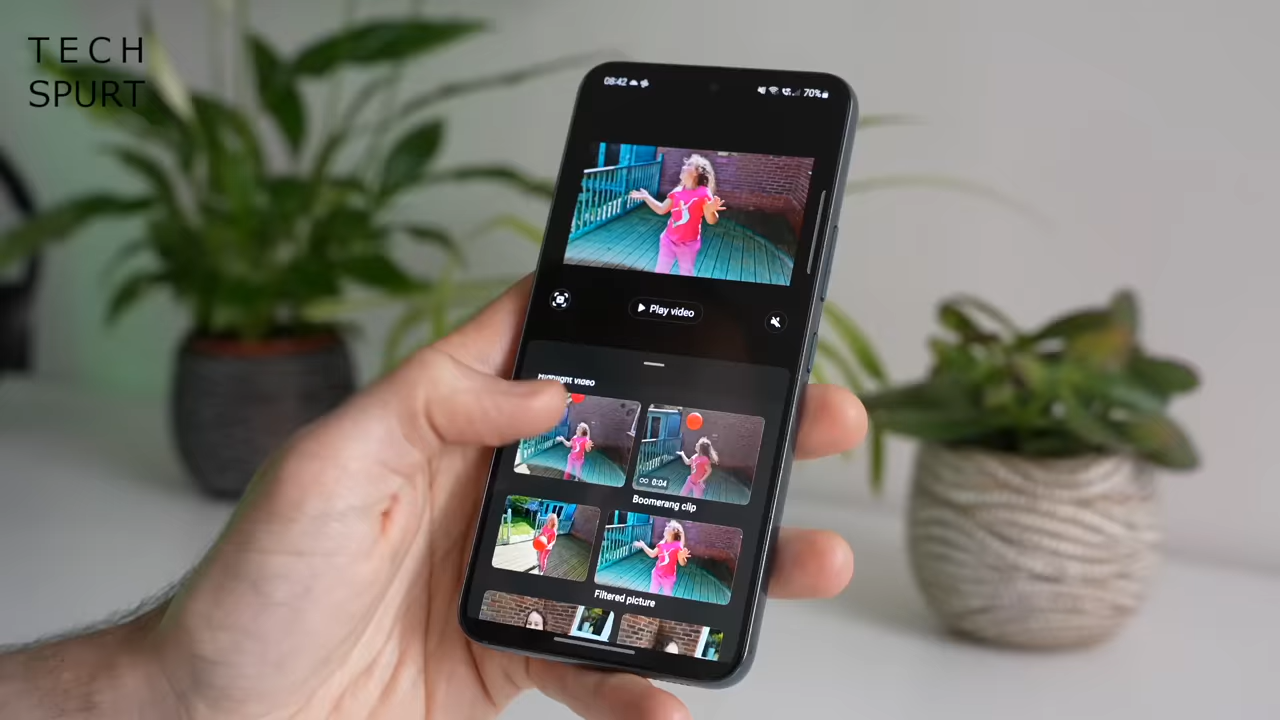 TECH
SPURT
08:42
70%
Play video
Highlight video
0:04
Boomerang clip
Filtered picture